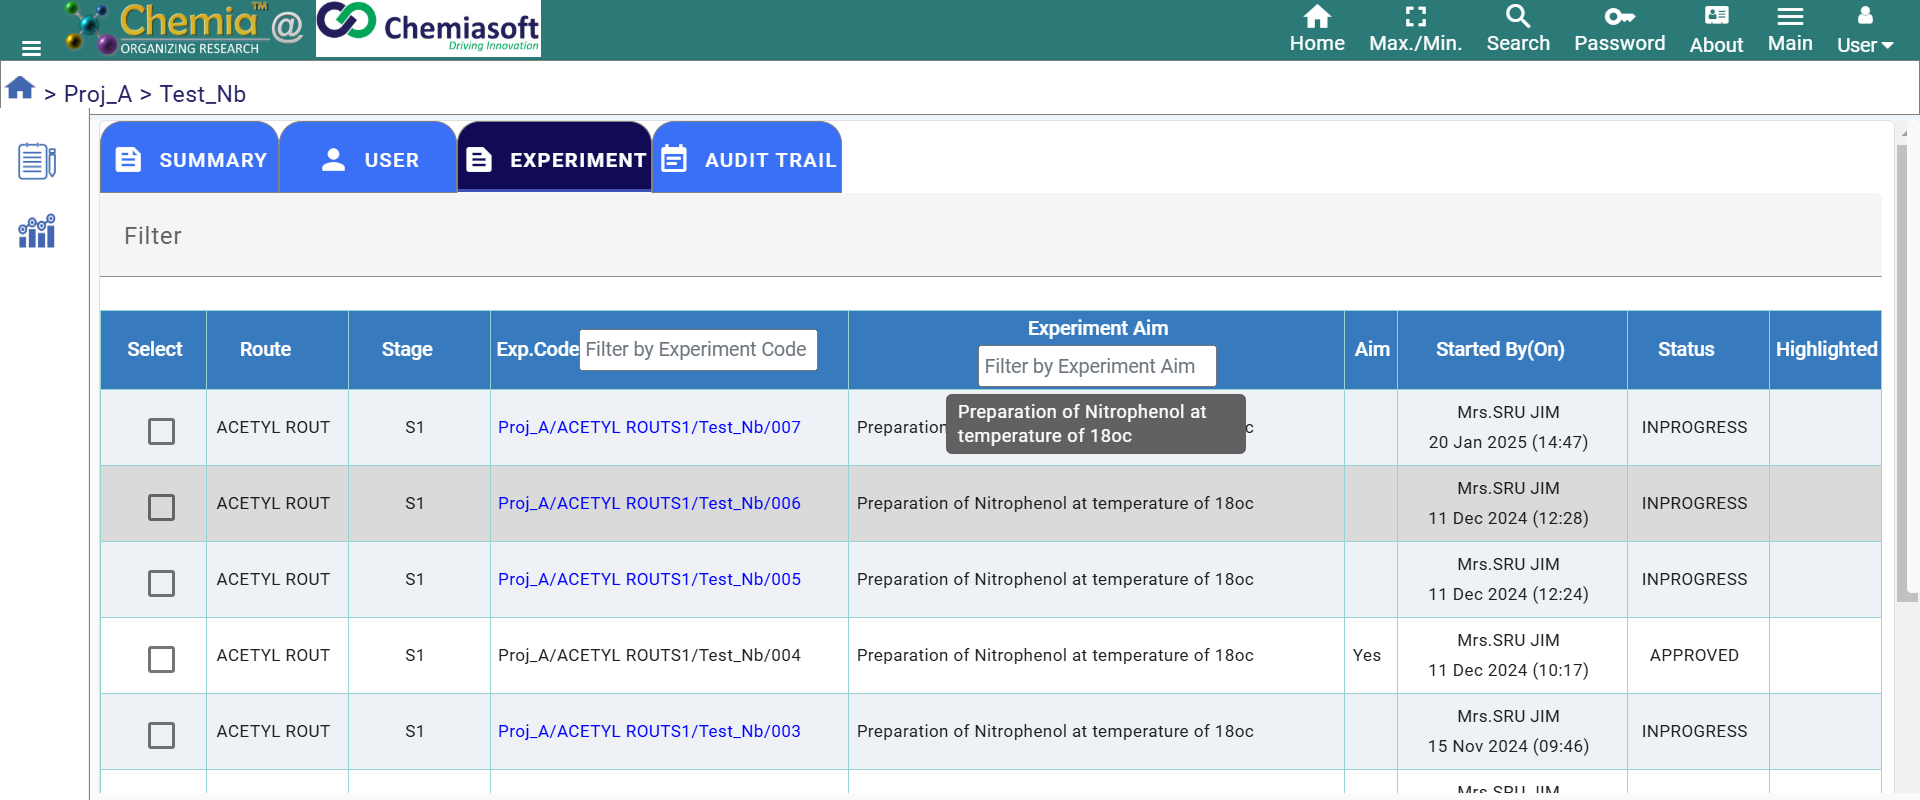 Chemia™ @
ORGANIZING RESEARCH
Chemiasoft
Driving Innovation
Home Max./Min. Search Password About Main User
> Proj_A > Test_Nb
SUMMARY USER EXPERIMENT AUDIT TRAIL
Filter
Select Route Stage Exp.Code Filter by Experiment Code Experiment Aim Filter by Experiment Aim Aim Started By(On) Status Highlighted
Preparation of Nitrophenol at
temperature of 18oc
ACETYL ROUT S1 Proj_A/ACETYL ROUTS1/Test_Nb/007 Preparation Mrs.SRU JIM
20 Jan 2025 (14:47) INPROGRESS
ACETYL ROUT S1 Proj_A/ACETYL ROUTS1/Test_Nb/006 Preparation of Nitrophenol at temperature of 18oc Mrs.SRU JIM
11 Dec 2024 (12:28) INPROGRESS
ACETYL ROUT S1 Proj_A/ACETYL ROUTS1/Test_Nb/005 Preparation of Nitrophenol at temperature of 18oc Mrs.SRU JIM
11 Dec 2024 (12:24) INPROGRESS
ACETYL ROUT S1 Proj_A/ACETYL ROUTS1/Test_Nb/004 Preparation of Nitrophenol at temperature of 18oc Yes Mrs.SRU JIM
11 Dec 2024 (10:17) APPROVED
ACETYL ROUT S1 Proj_A/ACETYL ROUTS1/Test_Nb/003 Preparation of Nitrophenol at temperature of 18oc Mrs.SRU JIM
15 Nov 2024 (09:46) INPROGRESS
Mrs.SRU JIM